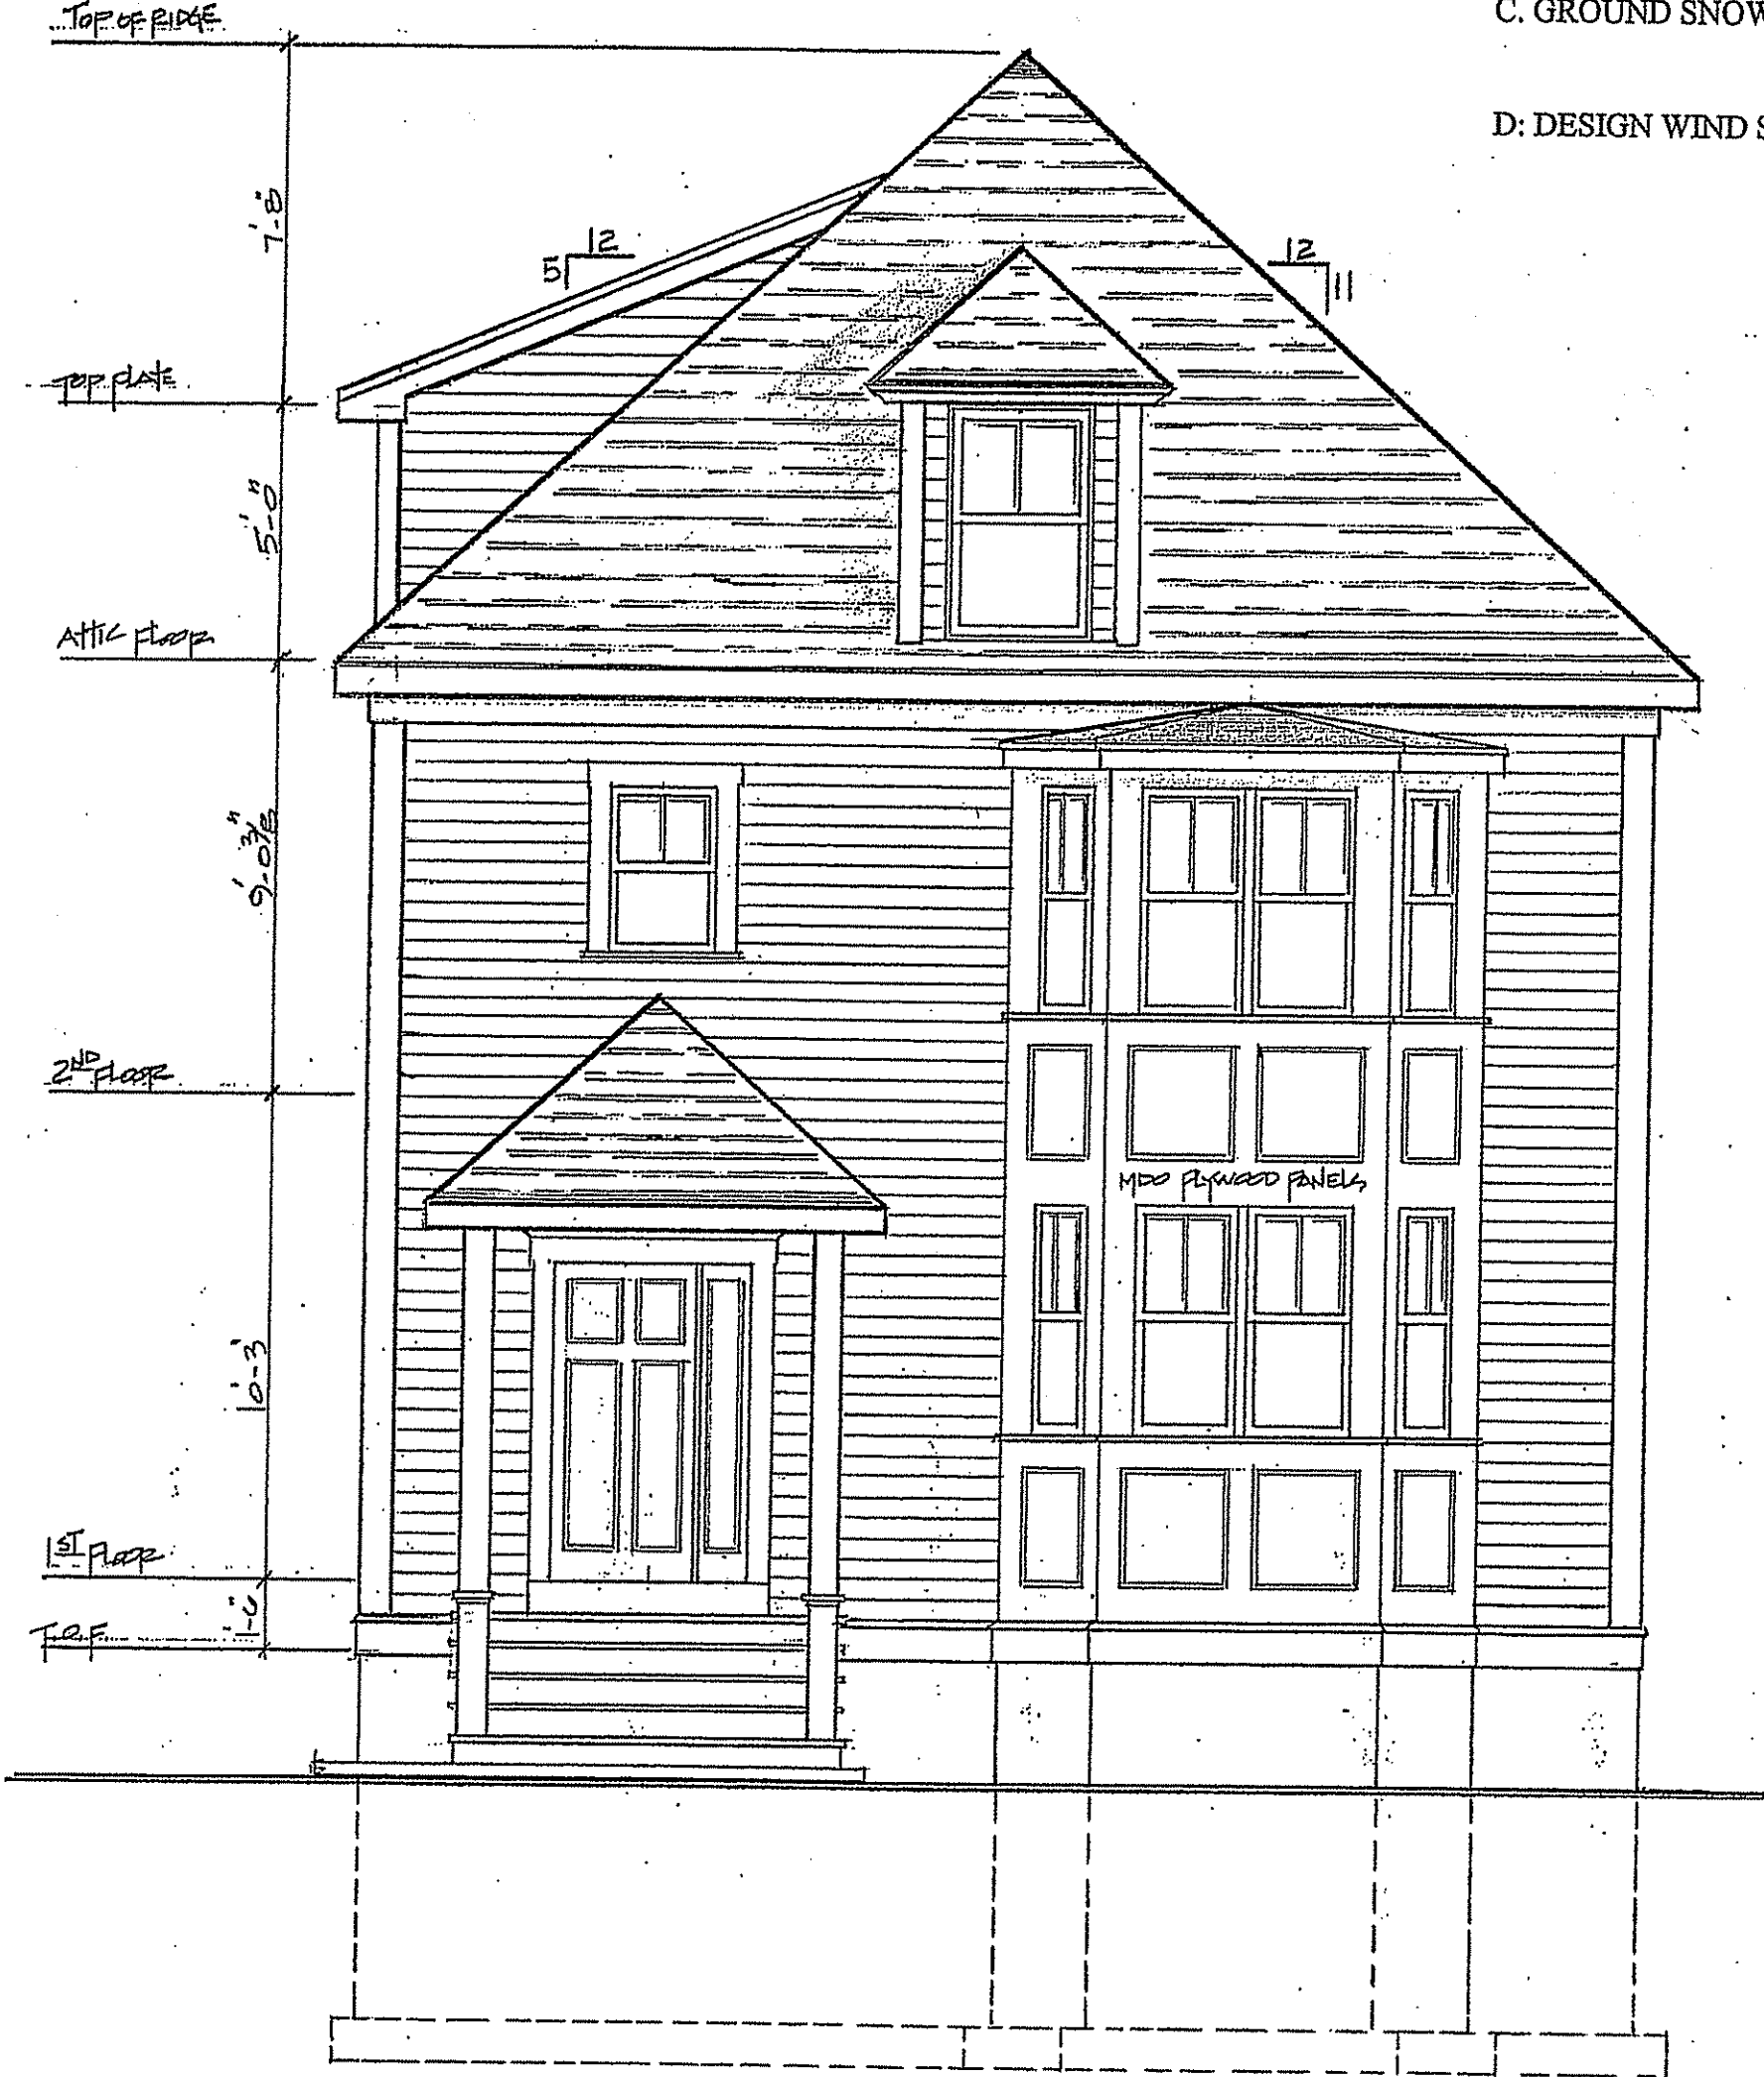 TOP OF RIDGE
C. GROUND SNOW
D: DESIGN WIND S
7'-8"
12
5
12
11
TOP PLATE
5'-0"
ATTIC FLOOR
9'-0 3/8"
2ND FLOOR
MDO PLYWOOD PANELS
10'-3"
1ST FLOOR
1'-6"
T.O.F.